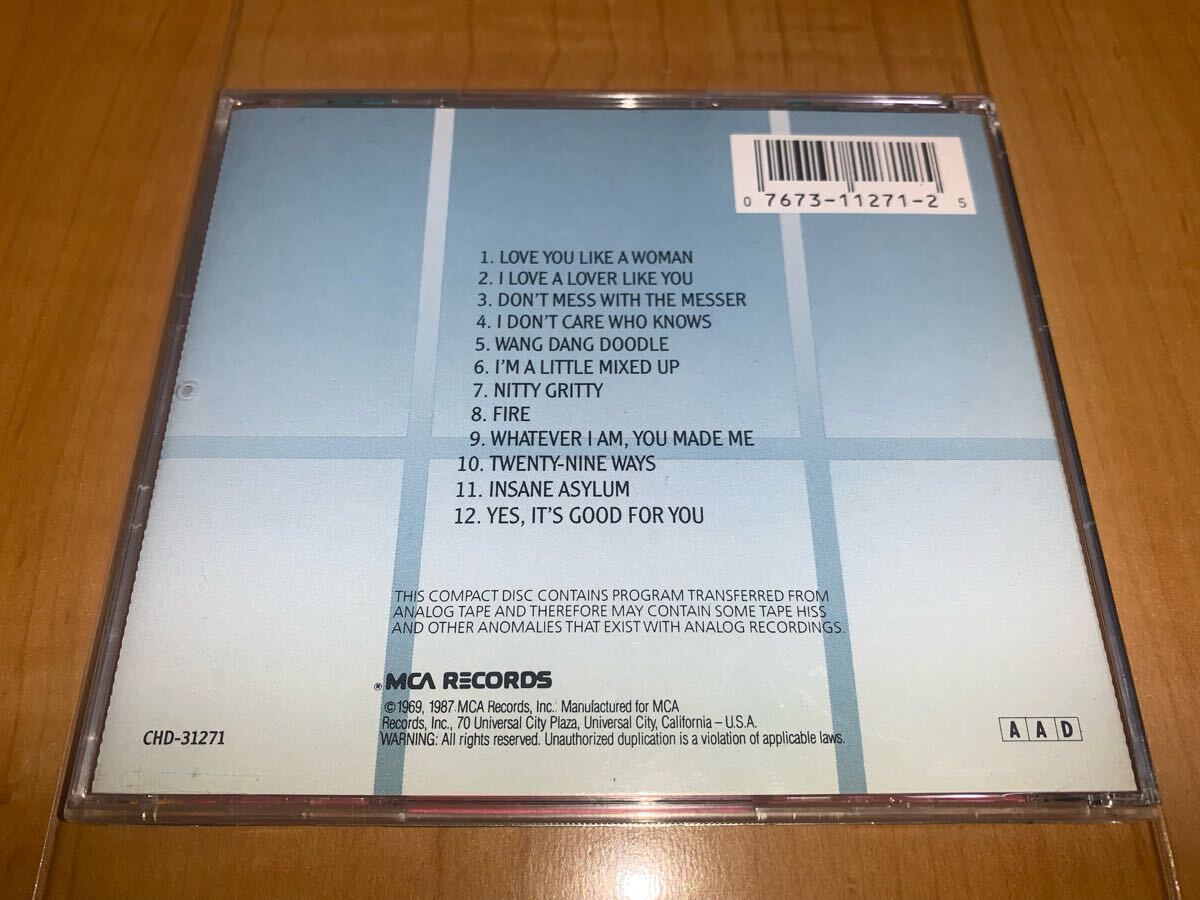 0 7673-11271-2 5
1. LOVE YOU LIKE A WOMAN
2. I LOVE A LOVER LIKE YOU
3. DON'T MESS WITH THE MESSER
4. I DON'T CARE WHO KNOWS
5. WANG DANG DOODLE
6. I'M A LITTLE MIXED UP
7. NITTY GRITTY
8. FIRE
9. WHATEVER I AM, YOU MADE ME
10. TWENTY-NINE WAYS
11. INSANE ASYLUM
12. YES, IT'S GOOD FOR YOU
THIS COMPACT DISC CONTAINS PROGRAM TRANSFERRED FROM
ANALOG TAPE AND THEREFORE MAY CONTAIN SOME TAPE HISS
AND OTHER ANOMALIES THAT EXIST WITH ANALOG RECORDINGS.
® MCA RECORDS
©1969, 1987 MCA Records, Inc. Manufactured for MCA
Records, Inc., 70 Universal City Plaza, Universal City, California – U.S.A.
WARNING: All rights reserved. Unauthorized duplication is a violation of applicable laws.
CHD-31271
A A D